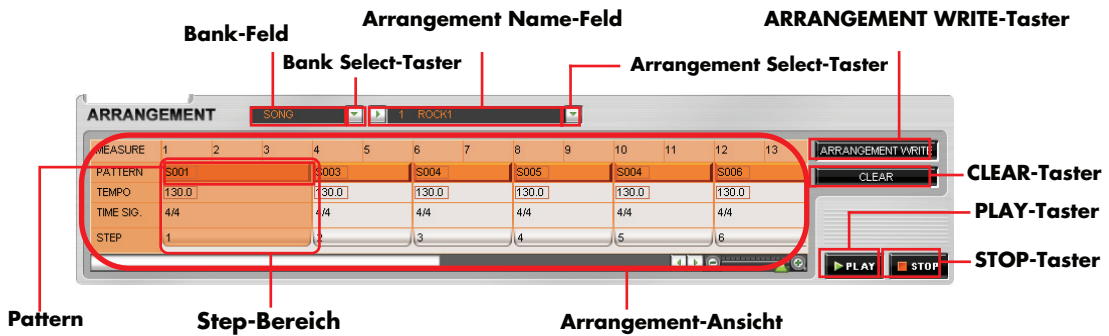 Arrangement Name-Feld
ARRANGEMENT WRITE-Taster
Bank-Feld
Bank Select-Taster
Arrangement Select-Taster
ARRANGEMENT SONG 1 ROCK1
MEASURE 1 2 3 4 5 6 7 8 9 10 11 12 13
ARRANGEMENT WRITE
PATTERN S001 S003 S004 S005 S004 S006
CLEAR
CLEAR-Taster
TEMPO 130.0 130.0 130.0 130.0 130.0 130.0
TIME SIG. 4/4 4/4 4/4 4/4 4/4 4/4
PLAY-Taster
STEP 1 2 3 4 5 6
PLAY STOP
STOP-Taster
Pattern
Step-Bereich
Arrangement-Ansicht